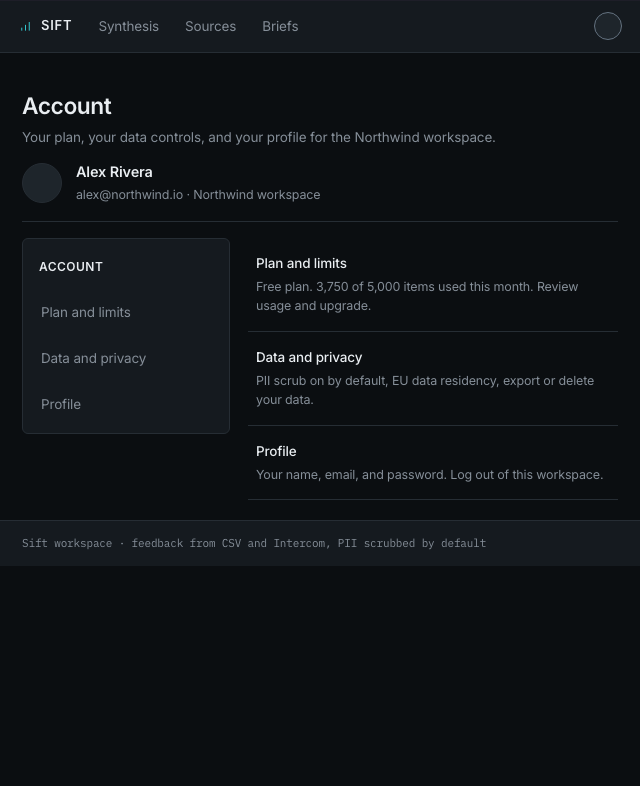 SIFT Synthesis Sources Briefs
Account
Your plan, your data controls, and your profile for the Northwind workspace.
Alex Rivera
alex@northwind.io · Northwind workspace
ACCOUNT
Plan and limits
Data and privacy
Profile
Plan and limits
Free plan. 3,750 of 5,000 items used this month. Review
usage and upgrade.
Data and privacy
PII scrub on by default, EU data residency, export or delete
your data.
Profile
Your name, email, and password. Log out of this workspace.
Sift workspace · feedback from CSV and Intercom, PII scrubbed by default